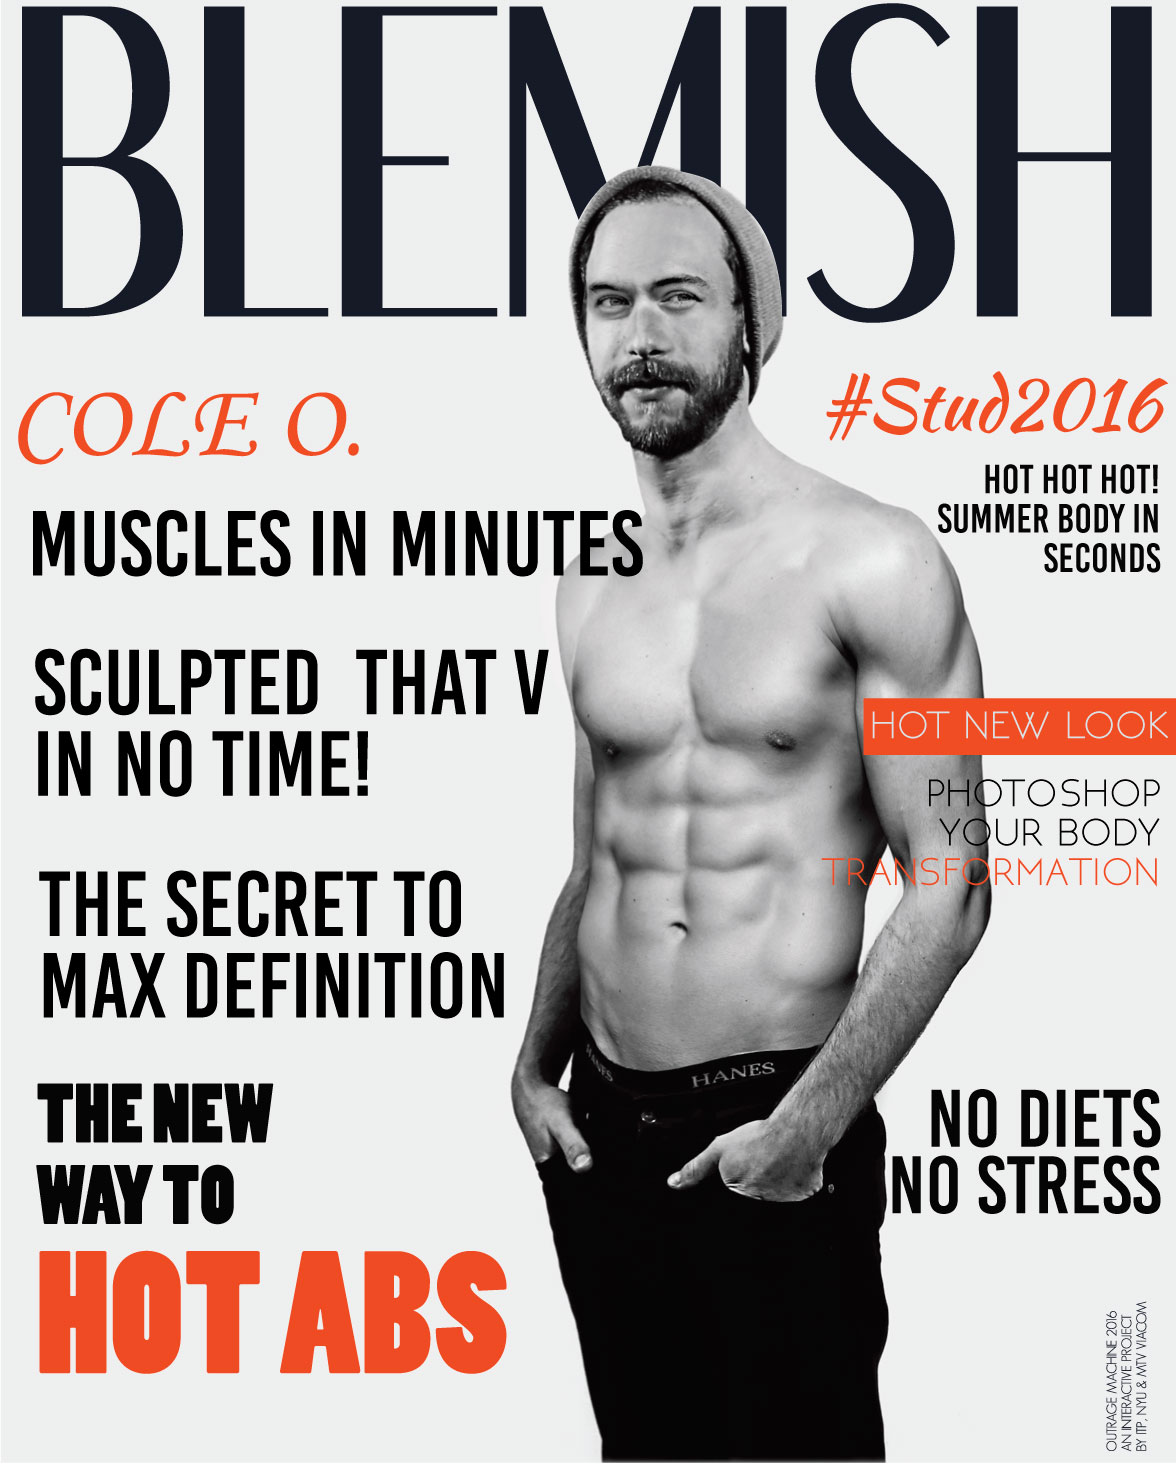 BLEMISH
COLE O.
#Stud2016
HOT HOT HOT!
SUMMER BODY IN
SECONDS
MUSCLES IN MINUTES
SCULPTED THAT V
IN NO TIME!
HOT NEW LOOK
PHOTOSHOP
YOUR BODY
TRANSFORMATION
THE SECRET TO
MAX DEFINITION
HANES
THE NEW
WAY TO
HOT ABS
NO DIETS
NO STRESS
OUTRAGE MACHINE 2016
AN INTERACTIVE PROJECT
BY ITP, NYU & MTV VIACOM